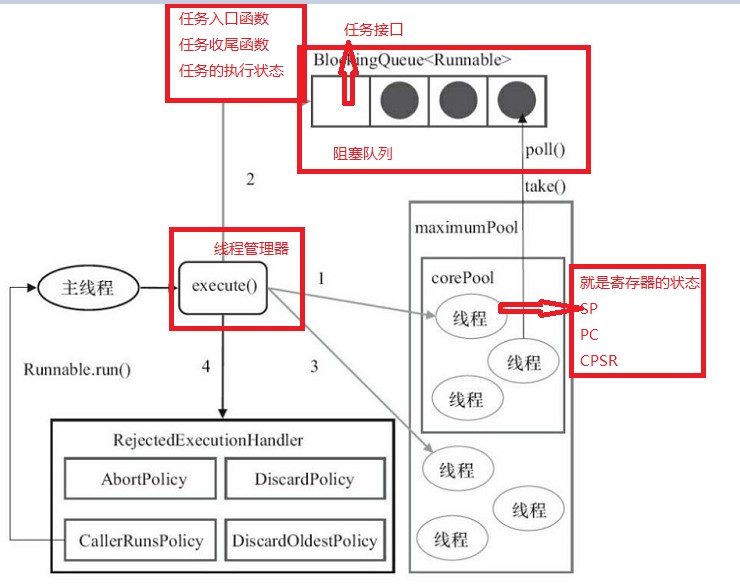 任务入口函数
任务收尾函数
任务的执行状态
任务接口
BlockingQueue<Runnable>
阻塞队列
poll()
take()
2
maximumPool
线程管理器
corePool
就是寄存器的状态
SP
PC
CPSR
主线程
execute()
1
线程
线程
线程
Runnable.run()
4
3
RejectedExecutionHandler
AbortPolicy
DiscardPolicy
CallerRunsPolicy
DiscardOldestPolicy
线程
线程
线程